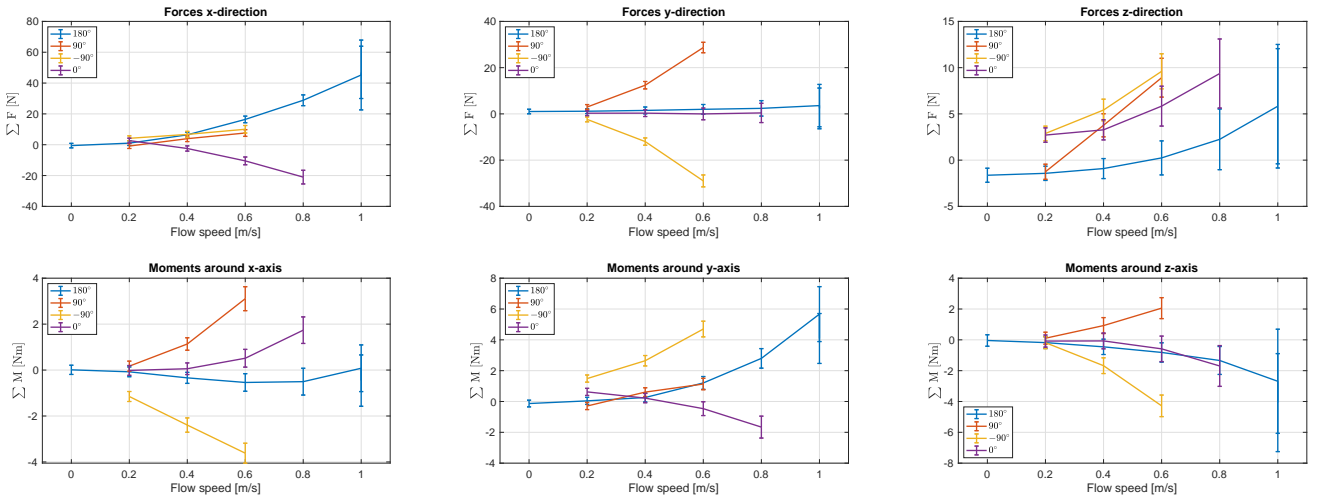 Forces x-direction
80
60
40
20
0
-20
-40
∑ F [N]
180°
90°
−90°
0°
0 0.2 0.4 0.6 0.8 1
Flow speed [m/s]
Forces y-direction
40
20
0
-20
-40
∑ F [N]
180°
90°
−90°
0°
0 0.2 0.4 0.6 0.8 1
Flow speed [m/s]
Forces z-direction
15
10
5
0
-5
∑ F [N]
180°
90°
−90°
0°
0 0.2 0.4 0.6 0.8 1
Flow speed [m/s]
Moments around x-axis
4
2
0
-2
-4
∑ M [Nm]
180°
90°
−90°
0°
0 0.2 0.4 0.6 0.8 1
Flow speed [m/s]
Moments around y-axis
8
6
4
2
0
-2
-4
∑ M [Nm]
180°
90°
−90°
0°
0 0.2 0.4 0.6 0.8 1
Flow speed [m/s]
Moments around z-axis
4
2
0
-2
-4
-6
-8
∑ M [Nm]
180°
90°
−90°
0°
0 0.2 0.4 0.6 0.8 1
Flow speed [m/s]